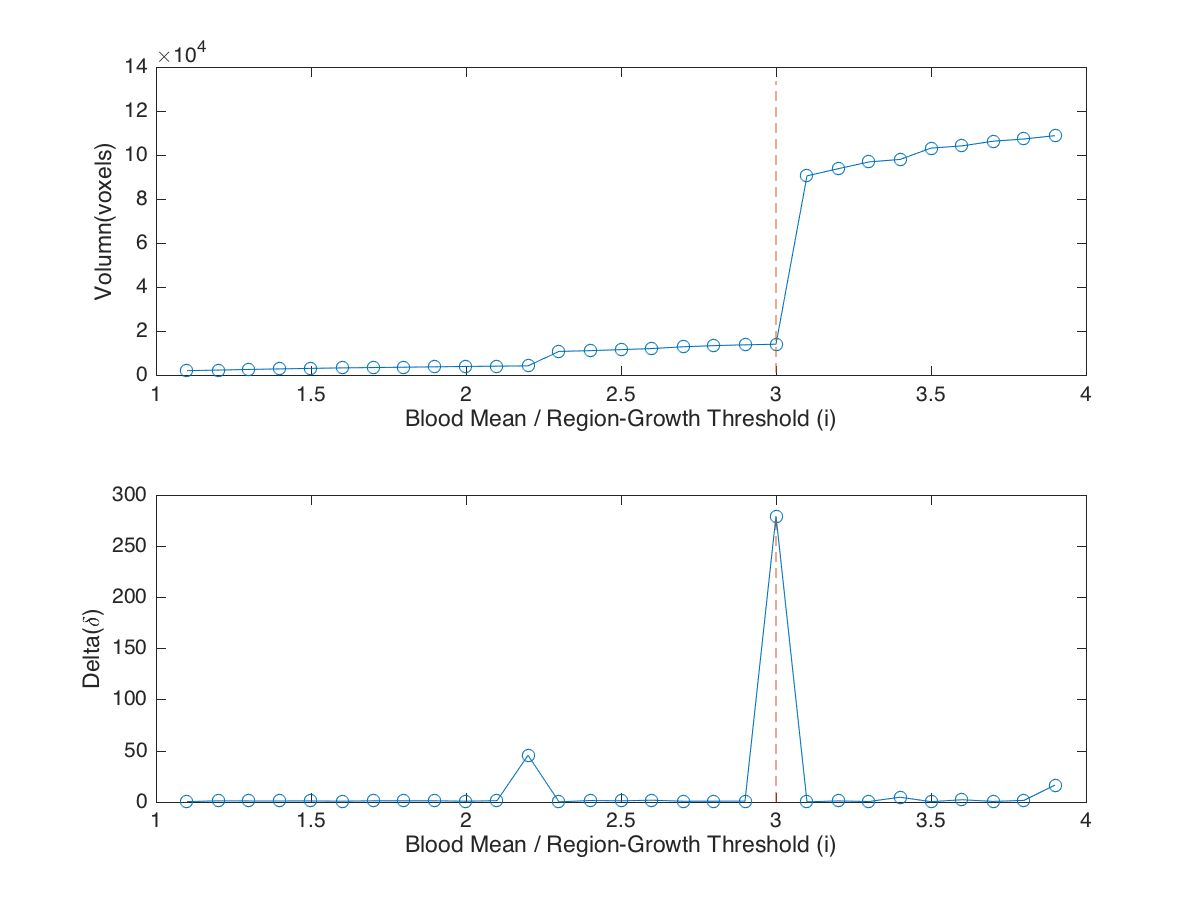 ×10⁴
14
12
10
8
6
4
2
0
Volumn(voxels)
1 1.5 2 2.5 3 3.5 4
Blood Mean / Region-Growth Threshold (i)
300
250
200
150
100
50
0
Delta(δ)
1 1.5 2 2.5 3 3.5 4
Blood Mean / Region-Growth Threshold (i)